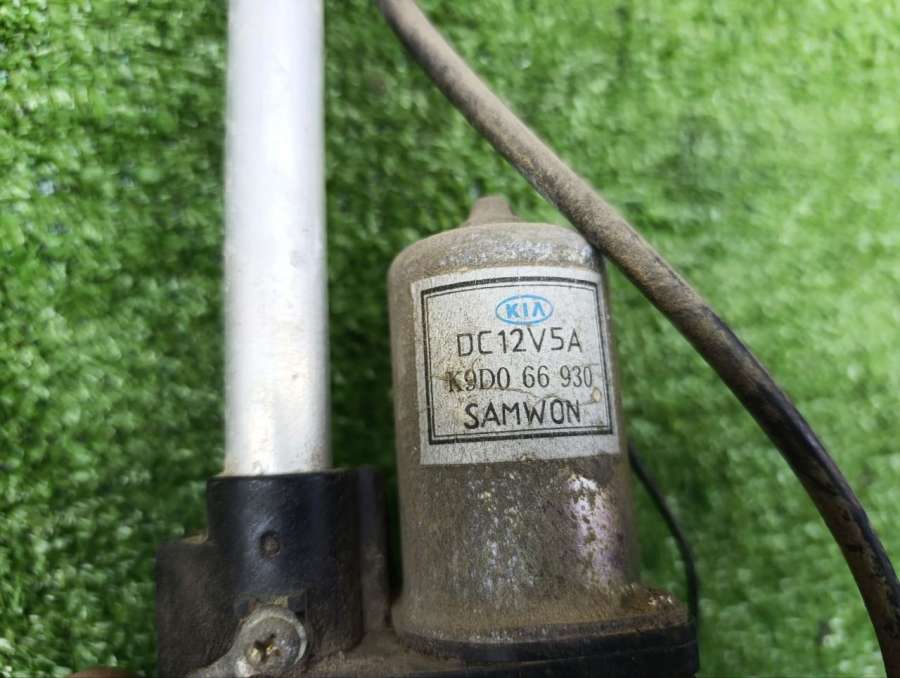 KIA
DC12V5A
K9D0 66 930
SAMWON